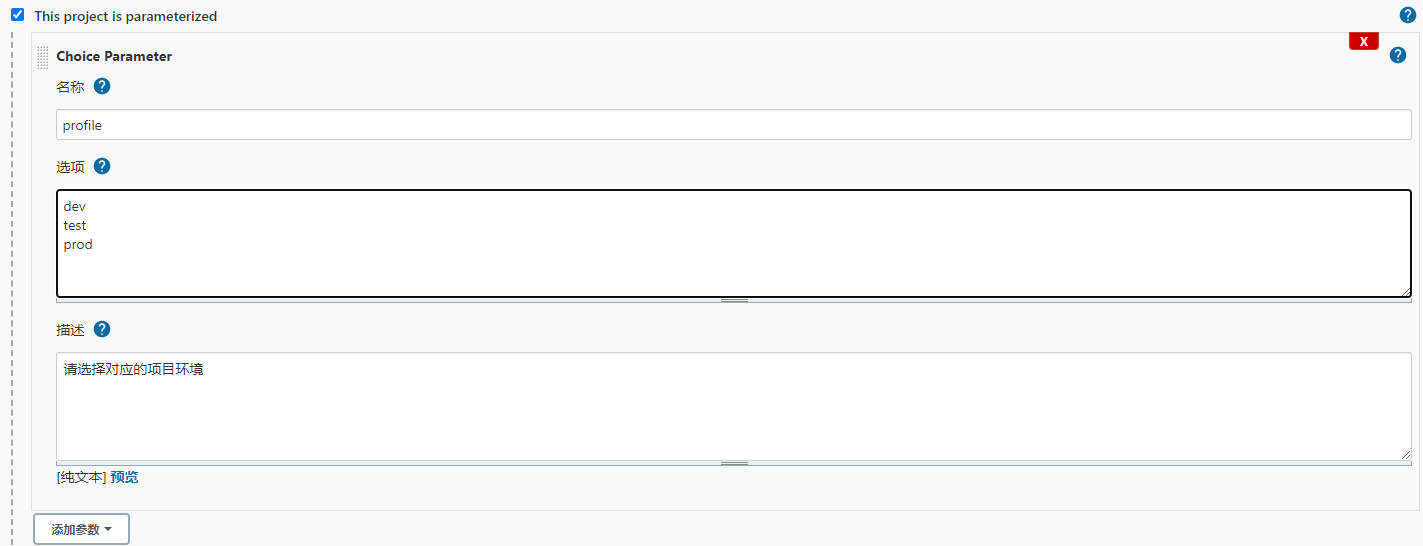 This project is parameterized
?
X
Choice Parameter
?
名称 ?
profile
选项 ?
dev
test
prod
描述 ?
请选择对应的项目环境
[纯文本] 预览
添加参数